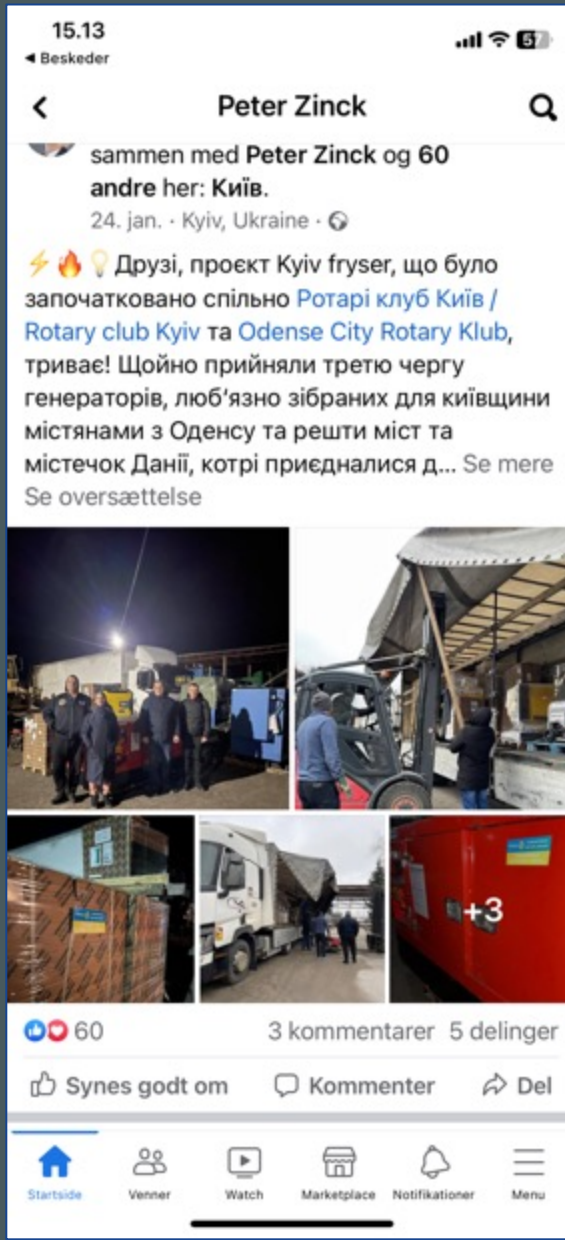 15.13
57
◀ Beskeder
Peter Zinck
sammen med Peter Zinck og 60
andre her: Київ.
24. jan. · Kyiv, Ukraine ·
⚡🔥💡Друзі, проєкт Kyiv fryser, що було
започатковано спільно Ротарі клуб Київ /
Rotary club Kyiv та Odense City Rotary Klub,
триває! Щойно прийняли третю чергу
генераторів, люб‘язно зібраних для київщини
містянами з Оденсу та решти міст та
містечок Данії, котрі приєдналися д... Se mere
Se oversættelse
+3
60
3 kommentarer 5 delinger
Synes godt om
Kommenter
Del
Startside
Venner
Watch
Marketplace
Notifikationer
Menu